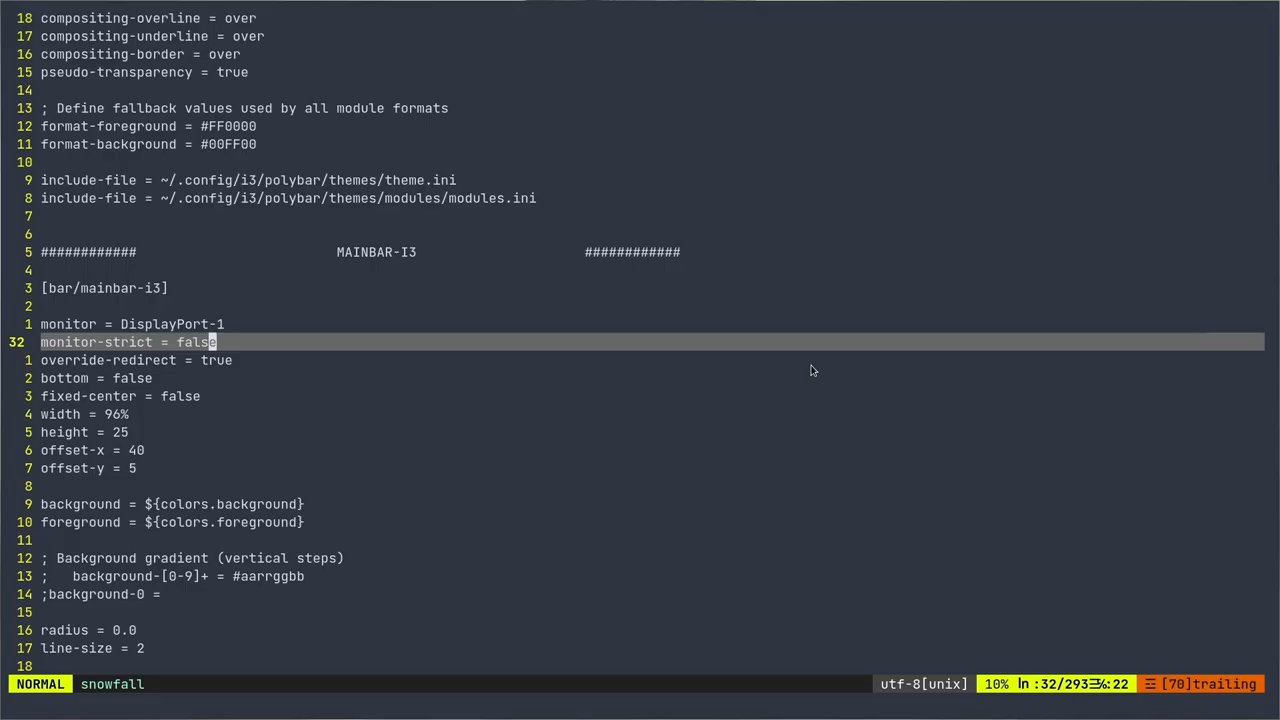 18 compositing-overline = over
17 compositing-underline = over
16 compositing-border = over
15 pseudo-transparency = true
14
13 ; Define fallback values used by all module formats
12 format-foreground = #FF0000
11 format-background = #00FF00
10
9 include-file = ~/.config/i3/polybar/themes/theme.ini
8 include-file = ~/.config/i3/polybar/themes/modules/modules.ini
7
6
5 ############ MAINBAR-I3 ############
4
3 [bar/mainbar-i3]
2
1 monitor = DisplayPort-1
32 monitor-strict = false
1 override-redirect = true
2 bottom = false
3 fixed-center = false
4 width = 96%
5 height = 25
6 offset-x = 40
7 offset-y = 5
8
9 background = ${colors.background}
10 foreground = ${colors.foreground}
11
12 ; Background gradient (vertical steps)
13 ;   background-[0-9]+ = #aarrggbb
14 ;background-0 =
15
16 radius = 0.0
17 line-size = 2
18
NORMAL snowfall utf-8[unix] 10% ln :32/293 :22 [70]trailing